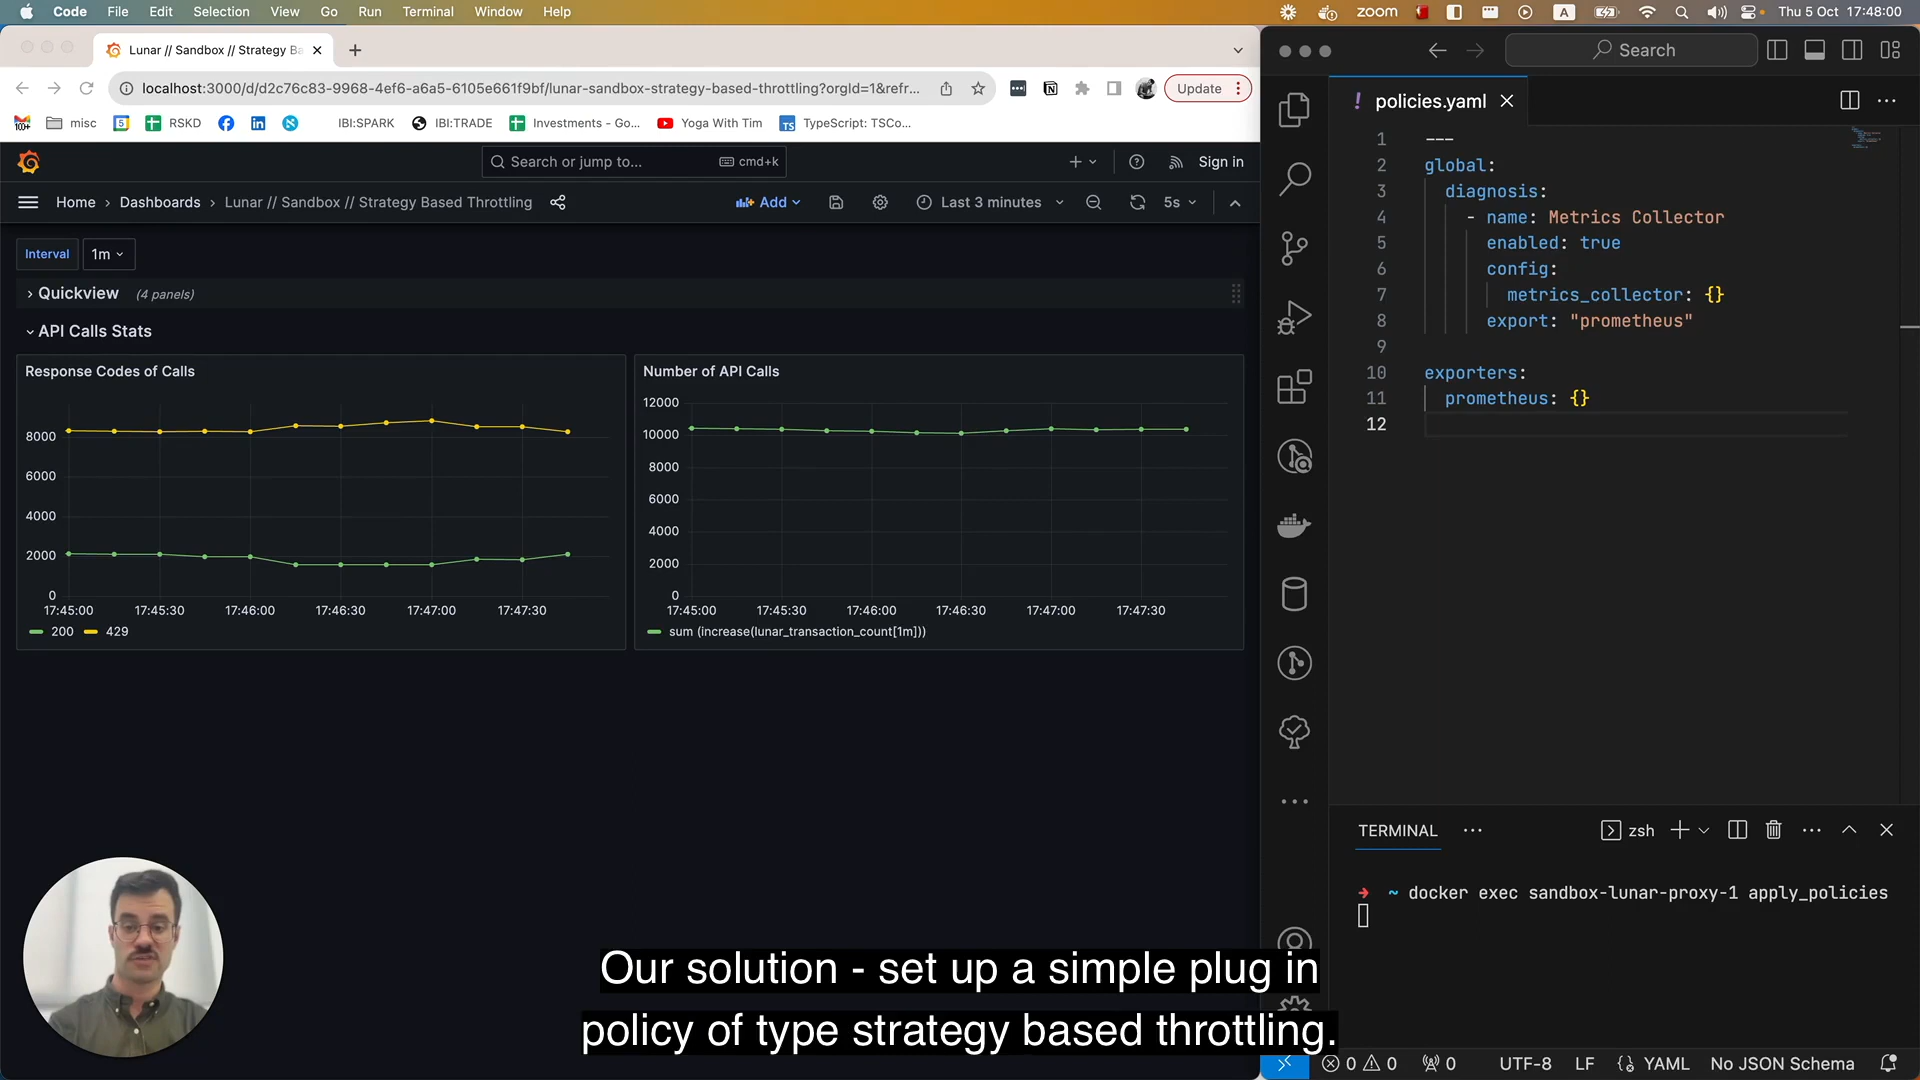 Code File Edit Selection View Go Run Terminal Window Help
zoom A Thu 5 Oct 17:48:00
Lunar // Sandbox // Strategy Ba
localhost:3000/d/d2c76c83-9968-4ef6-a6a5-6105e661f9bf/lunar-sandbox-strategy-based-throttling?orgId=1&refr...
Update
misc RSKD IBI:SPARK IBI:TRADE Investments - Go... Yoga With Tim TypeScript: TSCo...
Search or jump to... cmd+k
Sign in
Home › Dashboards › Lunar // Sandbox // Strategy Based Throttling
Add Last 3 minutes 5s
Interval 1m
Quickview (4 panels)
API Calls Stats
Response Codes of Calls
8000
6000
4000
2000
0
17:45:00 17:45:30 17:46:00 17:46:30 17:47:00 17:47:30
200 429
Number of API Calls
12000
10000
8000
6000
4000
2000
0
17:45:00 17:45:30 17:46:00 17:46:30 17:47:00 17:47:30
sum (increase(lunar_transaction_count[1m]))
Search
! policies.yaml
1 ---
2 global:
3 diagnosis:
4 - name: Metrics Collector
5 enabled: true
6 config:
7 metrics_collector: {}
8 export: "prometheus"
9
10 exporters:
11 prometheus: {}
12
TERMINAL zsh
~ docker exec sandbox-lunar-proxy-1 apply_policies
Our solution - set up a simple plug in
policy of type strategy based throttling.
0 0 0 UTF-8 LF YAML No JSON Schema